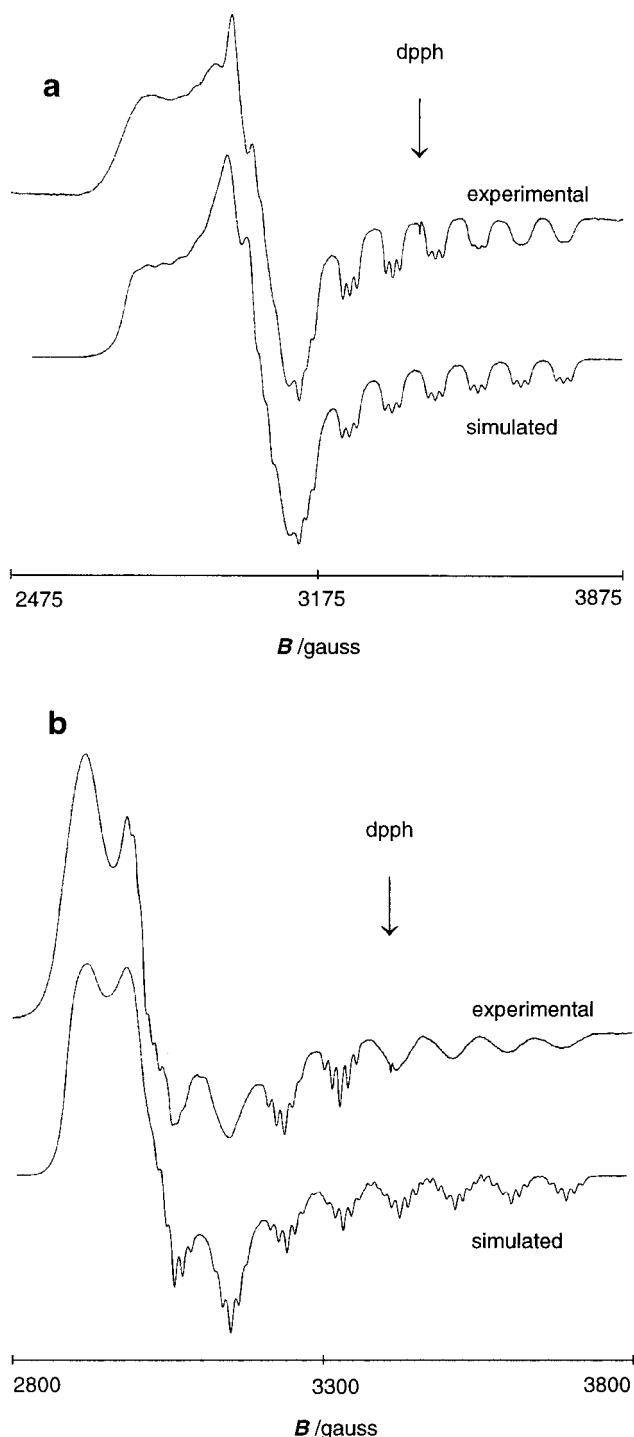 a
dpph
experimental
simulated
2475 3175 3875
B /gauss
b
dpph
experimental
simulated
2800 3300 3800
B /gauss